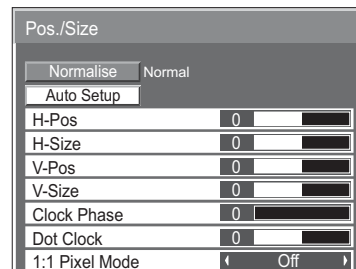 Pos./Size
Normalise Normal
Auto Setup
H-Pos 0
H-Size 0
V-Pos 0
V-Size 0
Clock Phase 0
Dot Clock 0
1:1 Pixel Mode Off